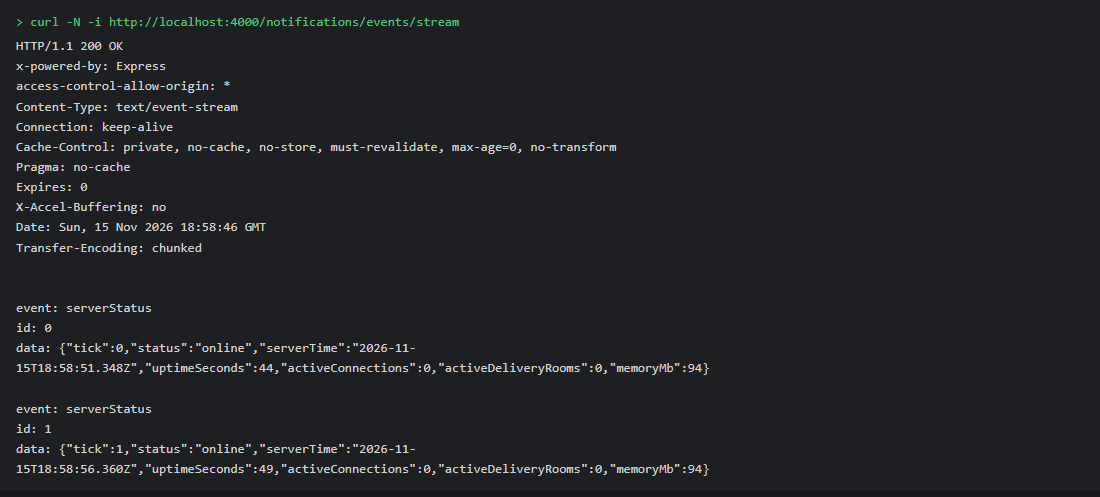 > curl -N -i http://localhost:4000/notifications/events/stream
HTTP/1.1 200 OK
x-powered-by: Express
access-control-allow-origin: *
Content-Type: text/event-stream
Connection: keep-alive
Cache-Control: private, no-cache, no-store, must-revalidate, max-age=0, no-transform
Pragma: no-cache
Expires: 0
X-Accel-Buffering: no
Date: Sun, 15 Nov 2026 18:58:46 GMT
Transfer-Encoding: chunked
event: serverStatus
id: 0
data: {"tick":0,"status":"online","serverTime":"2026-11-
15T18:58:51.348Z","uptimeSeconds":44,"activeConnections":0,"activeDeliveryRooms":0,"memoryMb":94}
event: serverStatus
id: 1
data: {"tick":1,"status":"online","serverTime":"2026-11-
15T18:58:56.360Z","uptimeSeconds":49,"activeConnections":0,"activeDeliveryRooms":0,"memoryMb":94}